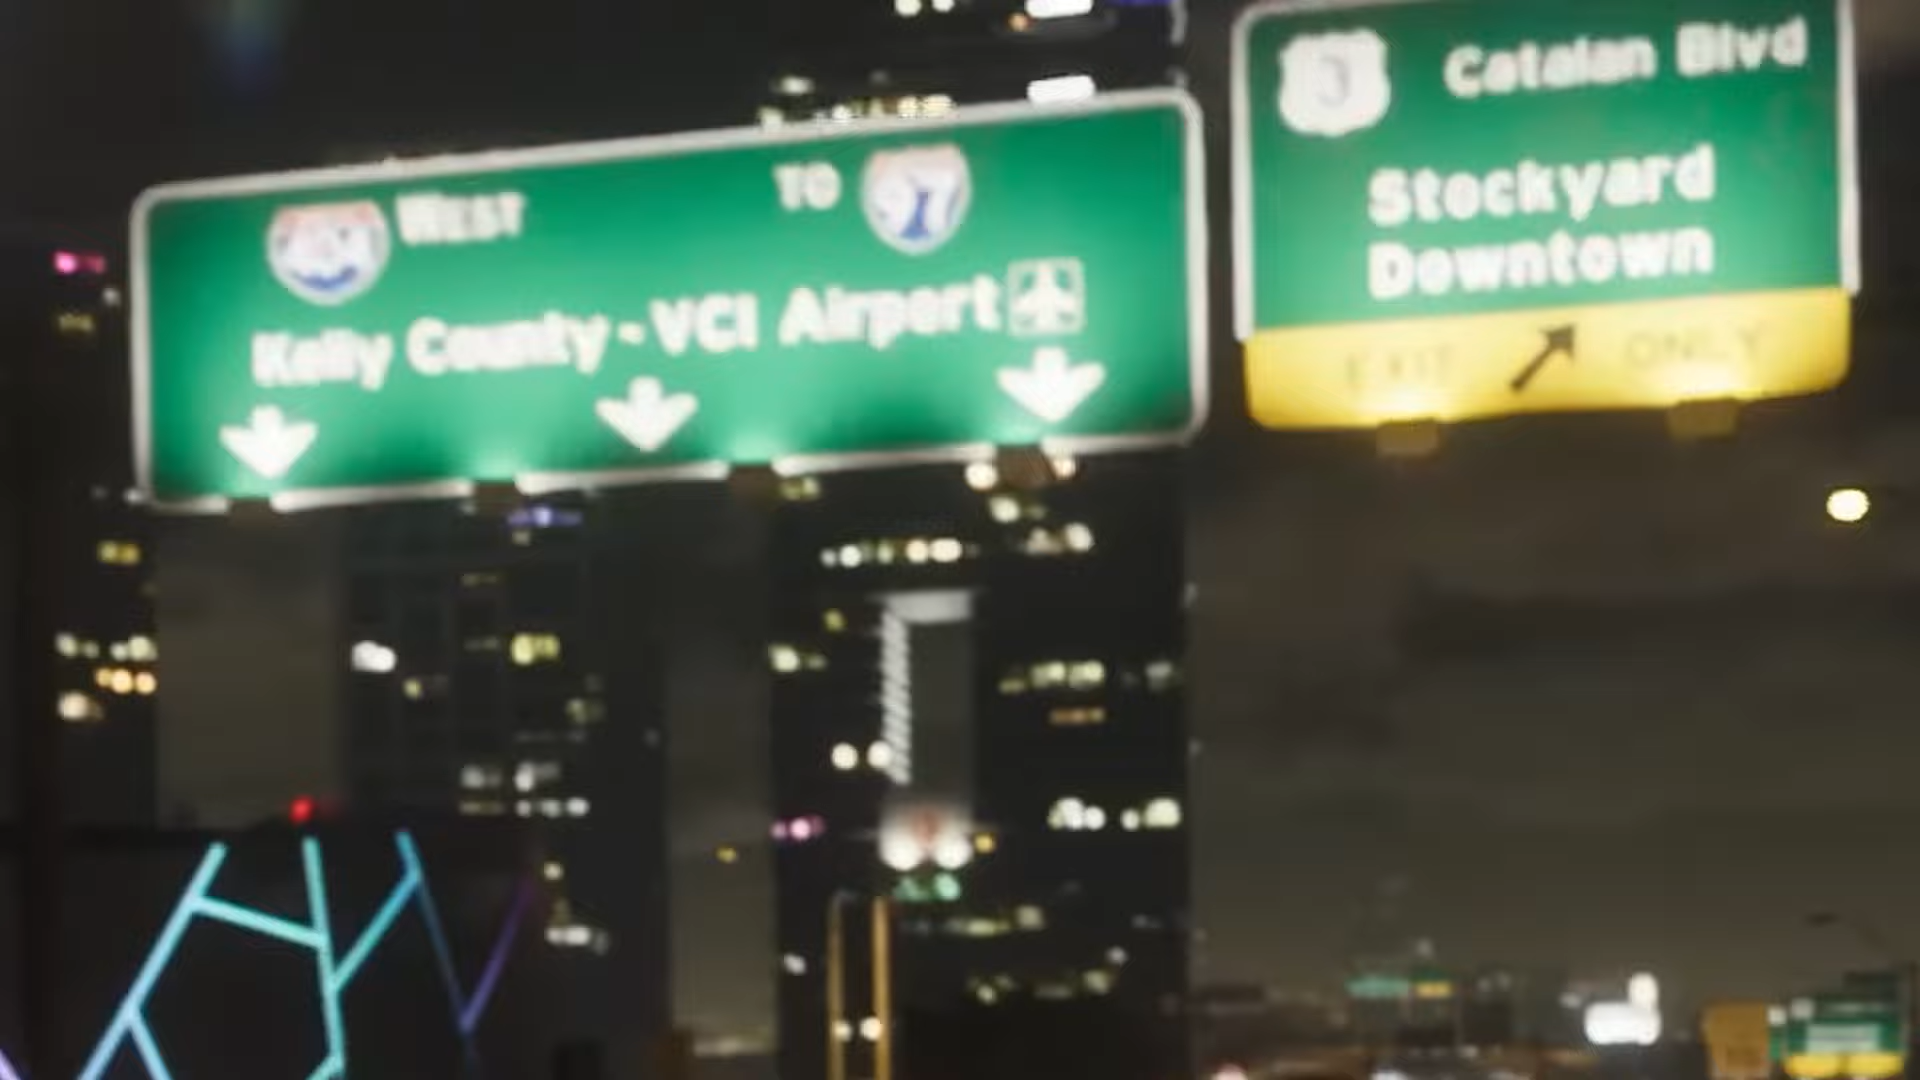 WEST TO 97
Kelly County - VCI Airport
3 Catalan Blvd
Stockyard
Downtown
EXIT ONLY